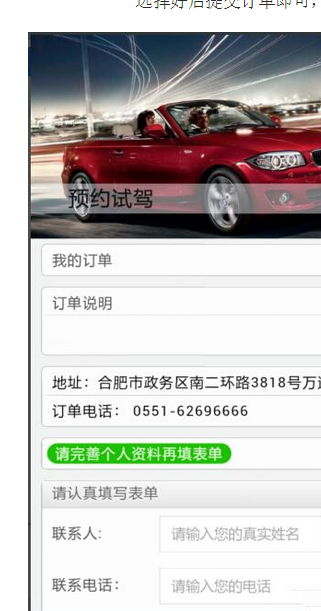 选择好后提交订单即可，
预约试驾
我的订单
订单说明
地址：合肥市政务区南二环路3818号万
订单电话： 0551-62696666
请完善个人资料再填表单
请认真填写表单
联系人:
请输入您的真实姓名
联系电话：
请输入您的电话